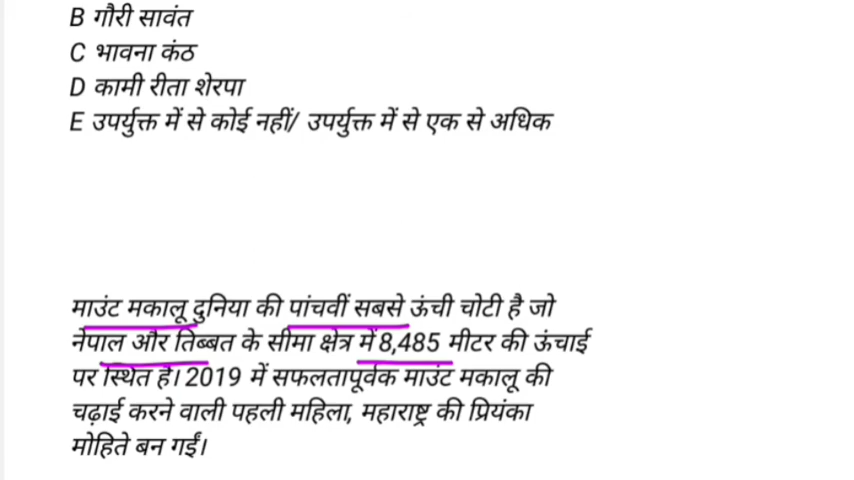 B गौरी सावंत
C भावना कंठ
D कामी रीता शेरपा
E उपर्युक्त में से कोई नहीं/ उपर्युक्त में से एक से अधिक
माउंट मकालू दुनिया की पांचवीं सबसे ऊंची चोटी है जो
नेपाल और तिब्बत के सीमा क्षेत्र में 8,485 मीटर की ऊंचाई
पर स्थित है। 2019 में सफलतापूर्वक माउंट मकालू की
चढ़ाई करने वाली पहली महिला, महाराष्ट्र की प्रियंका
मोहिते बन गईं।